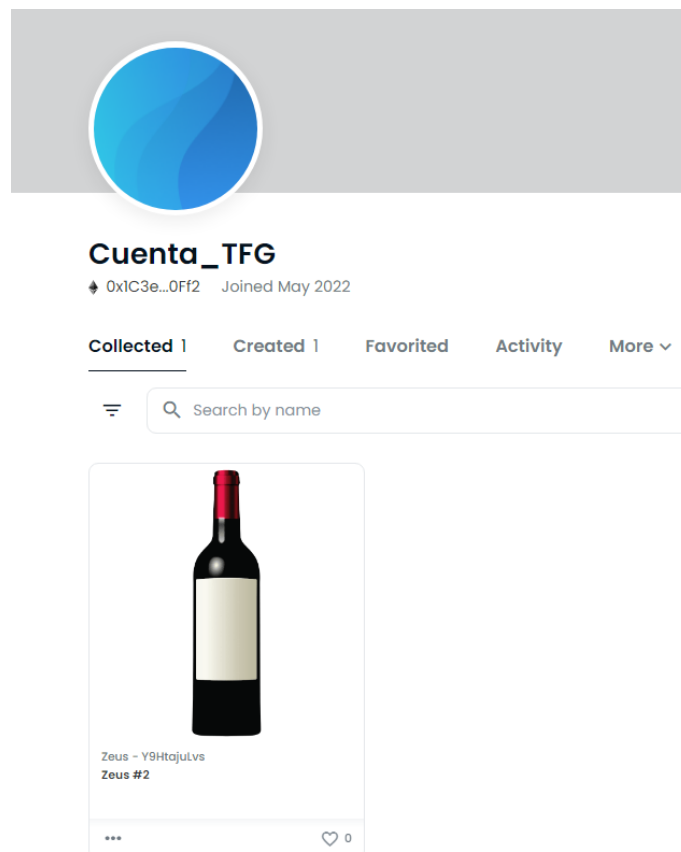 Cuenta_TFG
0x1C3e...0Ff2 Joined May 2022
Collected 1 Created 1 Favorited Activity More
Search by name
Zeus - Y9HtajuLvs
Zeus #2
... 0